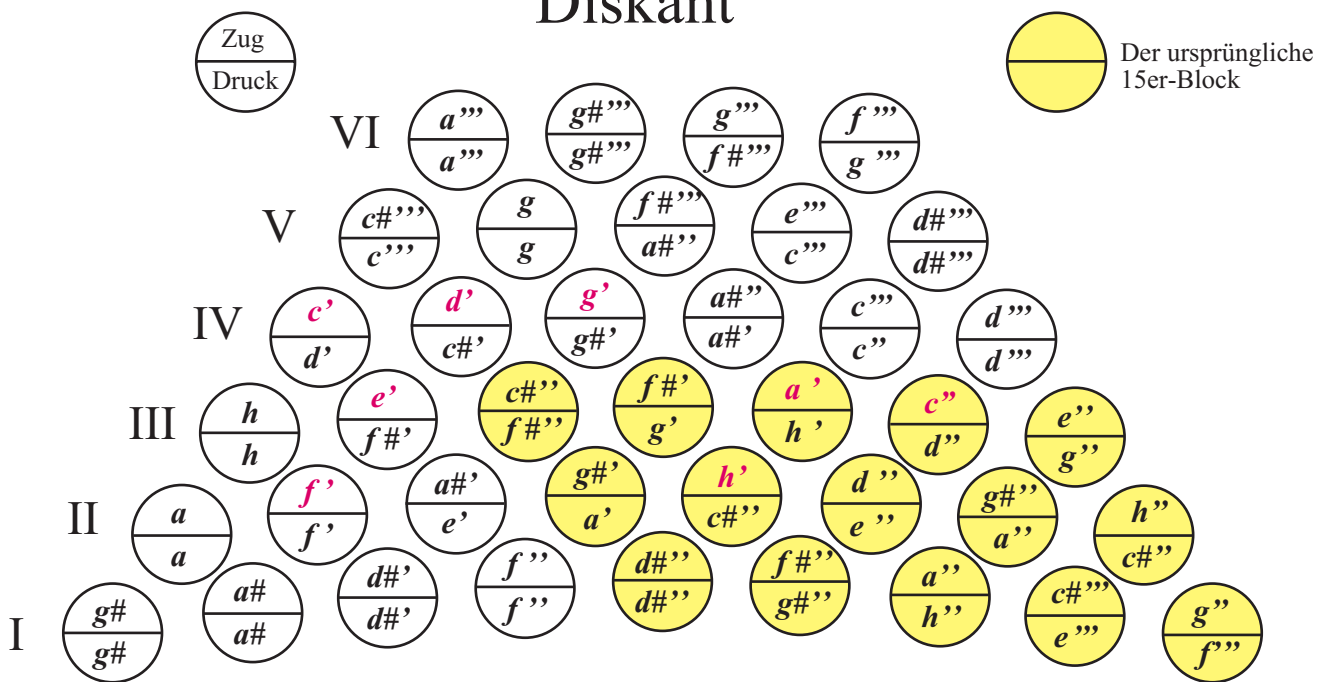 Diskant
Zug
Druck
Der ursprüngliche
15er-Block
VI
a’’’ g#’’’ g’’’ f ’’’
a’’’ g#’’’ f #’’’ g ’’’
V
c#’’’ g f #’’’ e’’’ d#’’’
c’’’ g a#’’ c’’’ d#’’’
IV
c’ d’ g’ a#’’ c’’’ d’’’
d’ c#’ g#’ a#’ c’’ d’’’
III
h e’ c#’’ f #’ a ’ c” e’’
h f #’ f #’’ g’ h ’ d” g’’
II
a f ’ a#’ g#’ h’ d ’’ g#’’ h”
a f ’ e’ a’ c#’’ e ’’ a’’ c#”
I
g# a# d#’ f ’’ d#’’ f #’’ a’’ c#’’’ g”
g# a# d#’ f ’’ d#’’ g#’’ h’’ e’’’ f’’’